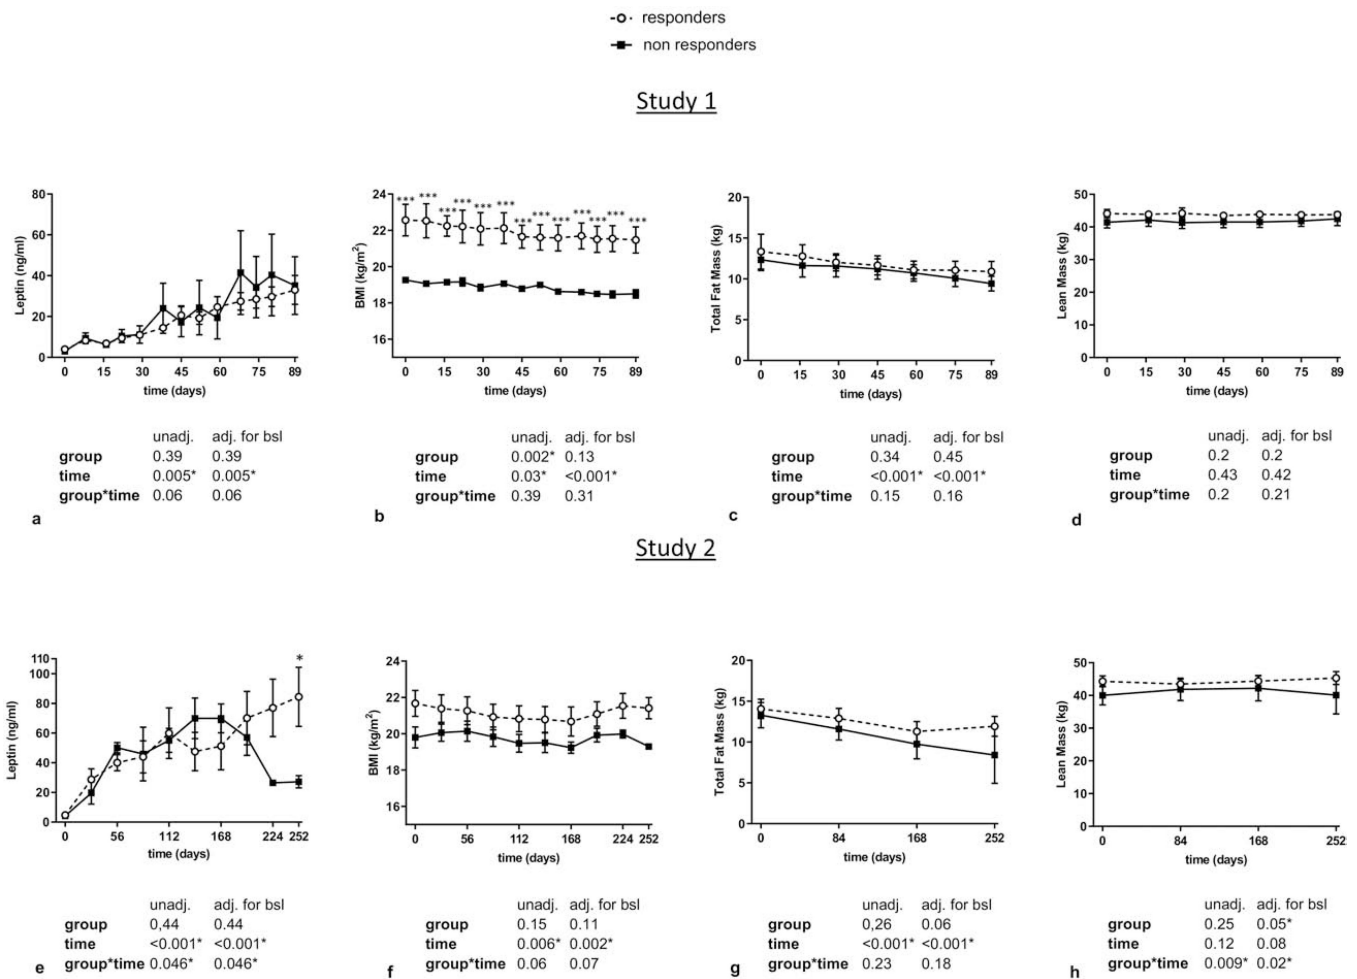 responders
non responders
Study 1
80
60
40
20
0
Leptin (ng/ml)
0 15 30 45 60 75 89
time (days)
unadj. adj. for bsl
group 0.39 0.39
time 0.005* 0.005*
group*time 0.06 0.06
a
24
22
20
18
16
BMI (kg/m²)
*** *** *** *** *** *** *** *** *** *** *** *** ***
0 15 30 45 60 75 89
time (days)
unadj. adj. for bsl
group 0.002* 0.13
time 0.03* <0.001*
group*time 0.39 0.31
b
20
15
10
5
0
Total Fat Mass (kg)
0 15 30 45 60 75 89
time (days)
unadj. adj. for bsl
group 0.34 0.45
time <0.001* <0.001*
group*time 0.15 0.16
c
50
40
30
20
10
0
Lean Mass (kg)
0 15 30 45 60 75 89
time (days)
unadj. adj. for bsl
group 0.2 0.2
time 0.43 0.42
group*time 0.2 0.21
d
Study 2
110
100
80
60
40
20
0
Leptin (ng/ml)
*
0 56 112 168 224 252
time (days)
unadj. adj. for bsl
group 0,44 0.44
time <0.001* <0.001*
group*time 0.046* 0.046*
e
24
22
20
18
16
BMI (kg/m²)
0 56 112 168 224 252
time (days)
unadj. adj. for bsl
group 0.15 0.11
time 0.006* 0.002*
group*time 0.06 0.07
f
20
15
10
5
0
Total Fat Mass (kg)
0 84 168 252
time (days)
unadj. adj. for bsl
group 0,26 0.06
time <0.001* <0.001*
group*time 0.23 0.18
g
50
40
30
20
10
0
Lean Mass (kg)
0 84 168 252
time (days)
unadj. adj. for bsl
group 0.25 0.05*
time 0.12 0.08
group*time 0.009* 0.02*
h